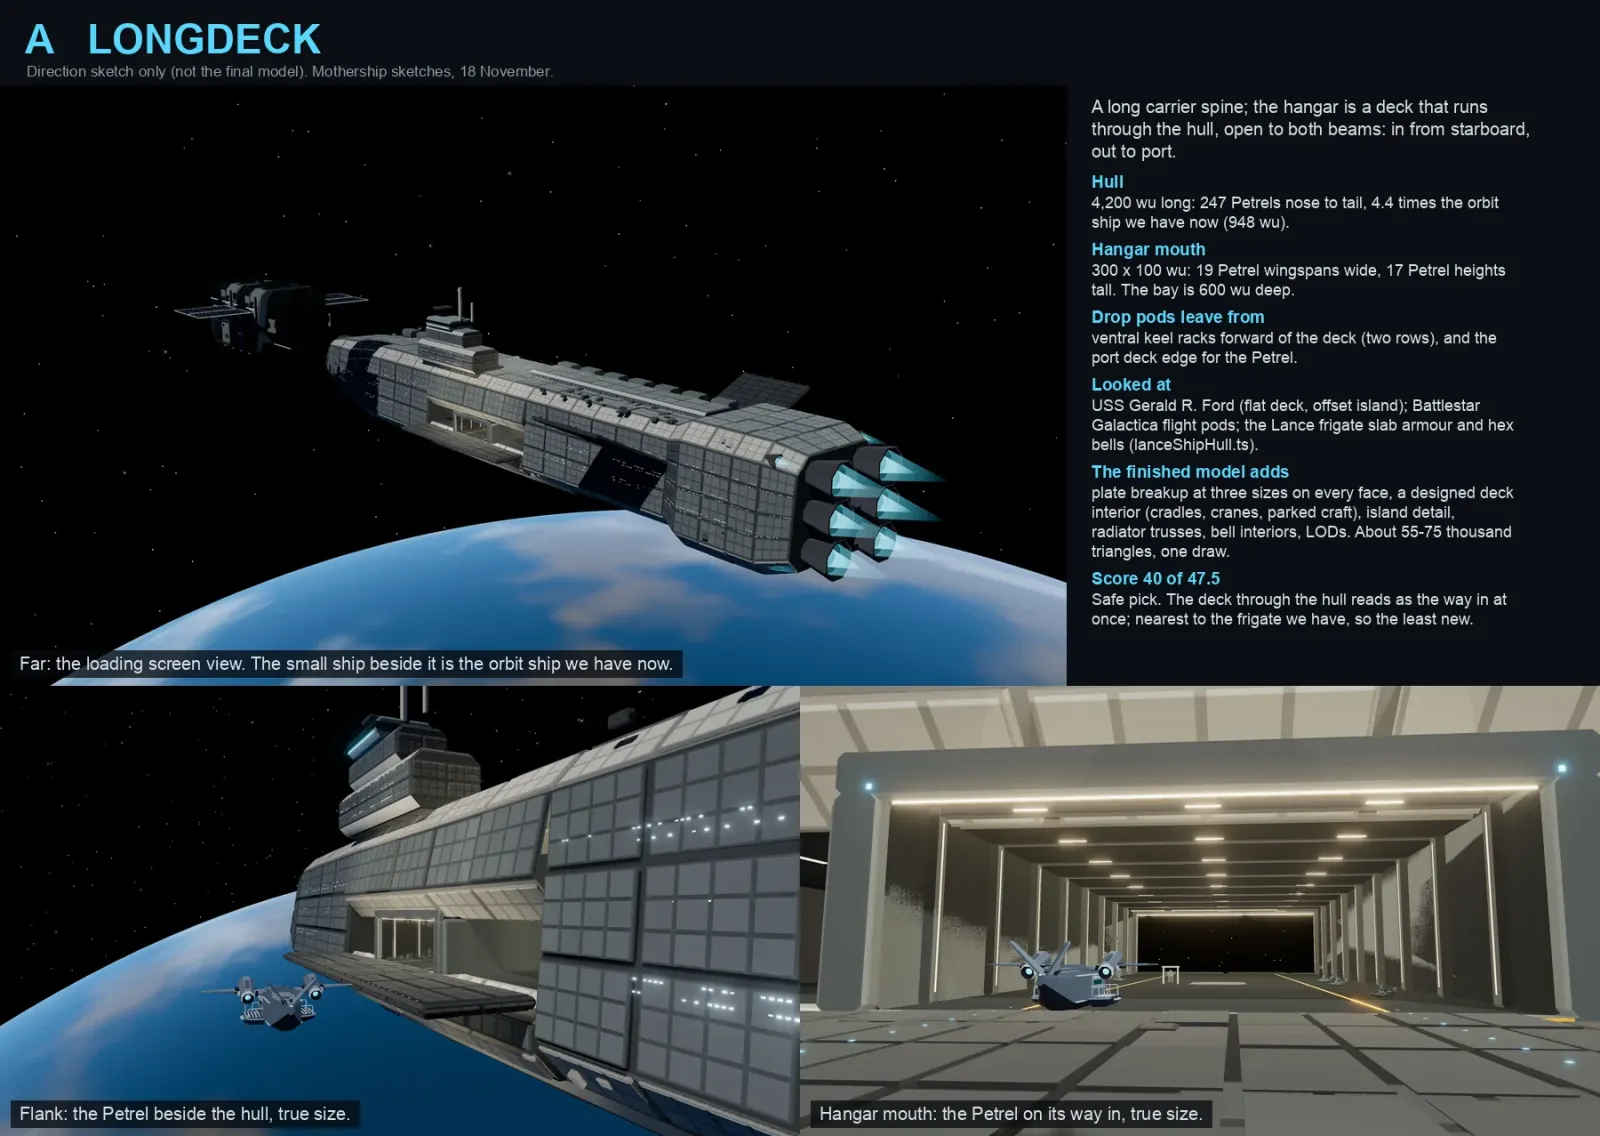 A LONGDECK
Direction sketch only (not the final model). Mothership sketches, 18 November.
A long carrier spine; the hangar is a deck that runs
through the hull, open to both beams: in from starboard,
out to port.
Hull
4,200 wu long: 247 Petrels nose to tail, 4.4 times the orbit
ship we have now (948 wu).
Hangar mouth
300 x 100 wu: 19 Petrel wingspans wide, 17 Petrel heights
tall. The bay is 600 wu deep.
Drop pods leave from
ventral keel racks forward of the deck (two rows), and the
port deck edge for the Petrel.
Looked at
USS Gerald R. Ford (flat deck, offset island); Battlestar
Galactica flight pods; the Lance frigate slab armour and hex
bells (lanceShipHull.ts).
The finished model adds
plate breakup at three sizes on every face, a designed deck
interior (cradles, cranes, parked craft), island detail,
radiator trusses, bell interiors, LODs. About 55-75 thousand
triangles, one draw.
Score 40 of 47.5
Safe pick. The deck through the hull reads as the way in at
once; nearest to the frigate we have, so the least new.
Far: the loading screen view. The small ship beside it is the orbit ship we have now.
Flank: the Petrel beside the hull, true size.
Hangar mouth: the Petrel on its way in, true size.